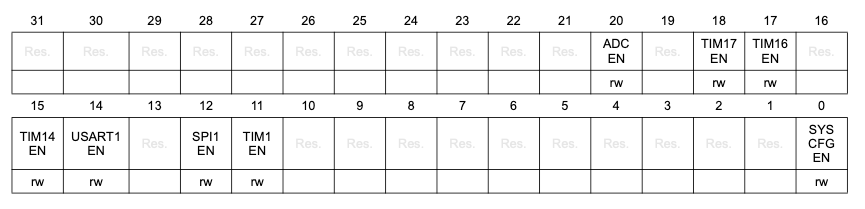 31 30 29 28 27 26 25 24 23 22 21 20 19 18 17 16
Res. Res. Res. Res. Res. Res. Res. Res. Res. Res. Res. ADC EN Res. TIM17 EN TIM16 EN Res.
rw rw rw
15 14 13 12 11 10 9 8 7 6 5 4 3 2 1 0
TIM14 EN USART1 EN Res. SPI1 EN TIM1 EN Res. Res. Res. Res. Res. Res. Res. Res. Res. Res. SYS CFG EN
rw rw rw rw rw